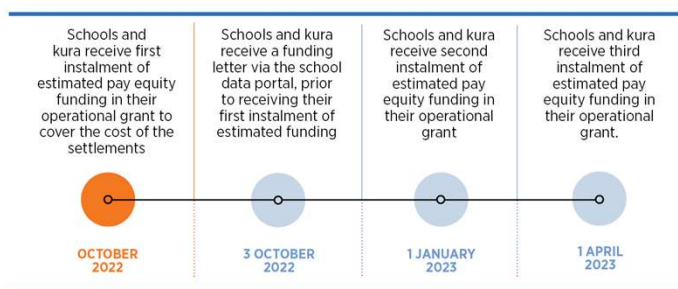 Schools and
kura receive first
instalment of
estimated pay equity
funding in their
operational grant to
cover the cost of the
settlements
OCTOBER
2022
Schools and kura
receive a funding
letter via the school
data portal, prior
to receiving their
first instalment of
estimated funding
3 OCTOBER
2022
Schools and kura
receive second
instalment of
estimated pay
equity funding in
their operational
grant
1 JANUARY
2023
Schools and kura
receive third
instalment of
estimated pay
equity funding in
their operational
grant.
1 APRIL
2023